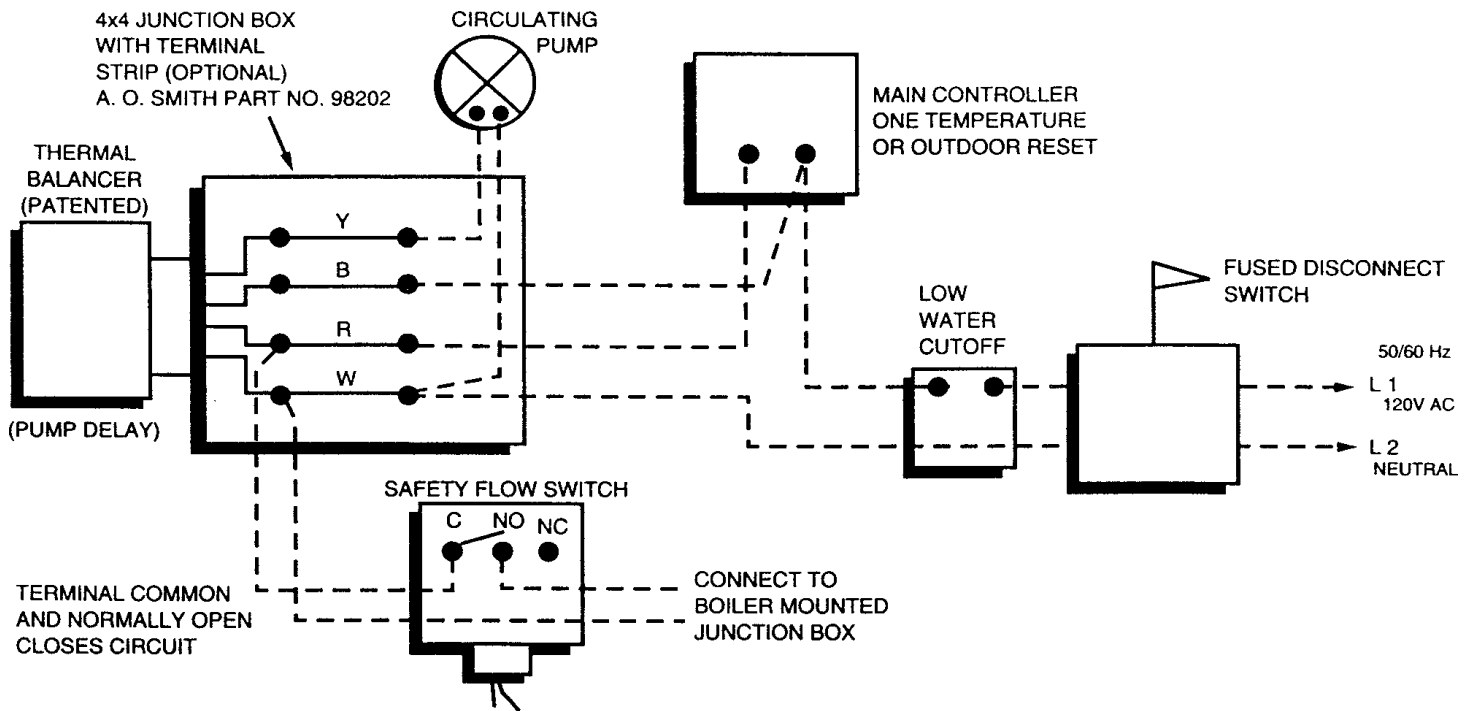 4x4 JUNCTION BOX
WITH TERMINAL
STRIP (OPTIONAL)
A. O. SMITH PART NO. 98202
CIRCULATING
PUMP
MAIN CONTROLLER
ONE TEMPERATURE
OR OUTDOOR RESET
THERMAL
BALANCER
(PATENTED)
(PUMP DELAY)
Y
B
R
W
LOW
WATER
CUTOFF
FUSED DISCONNECT
SWITCH
50/60 Hz
L 1
120V AC
L 2
NEUTRAL
SAFETY FLOW SWITCH
C NO NC
TERMINAL COMMON
AND NORMALLY OPEN
CLOSES CIRCUIT
CONNECT TO
BOILER MOUNTED
JUNCTION BOX